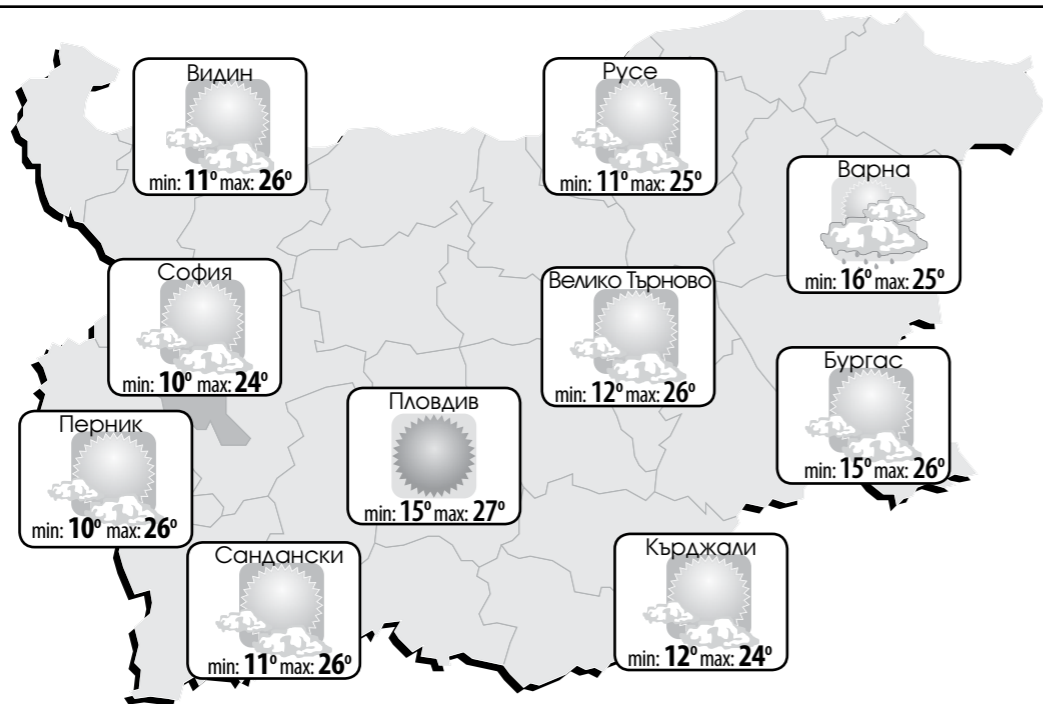 Видин
min: 11° max: 26°
Русе
min: 11° max: 25°
Варна
min: 16° max: 25°
София
min: 10° max: 24°
Велико Търново
min: 12° max: 26°
Бургас
min: 15° max: 26°
Пловдив
min: 15° max: 27°
Перник
min: 10° max: 26°
Сандански
min: 11° max: 26°
Кърджали
min: 12° max: 24°